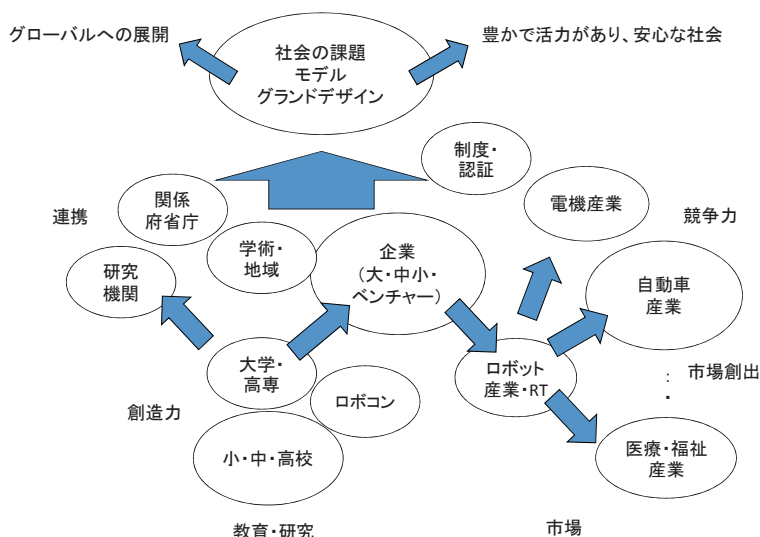 グローバルへの展開
豊かで活力があり、安心な社会
社会の課題
モデル
グランドデザイン
制度・
認証
関係
府省庁
電機産業
連携
競争力
学術・
地域
企業
(大・中小・
ベンチャー)
研究
機関
自動車
産業
大学・
高専
ロボット
産業・RT
:
・
市場創出
ロボコン
創造力
小・中・高校
医療・福祉
産業
教育・研究
市場